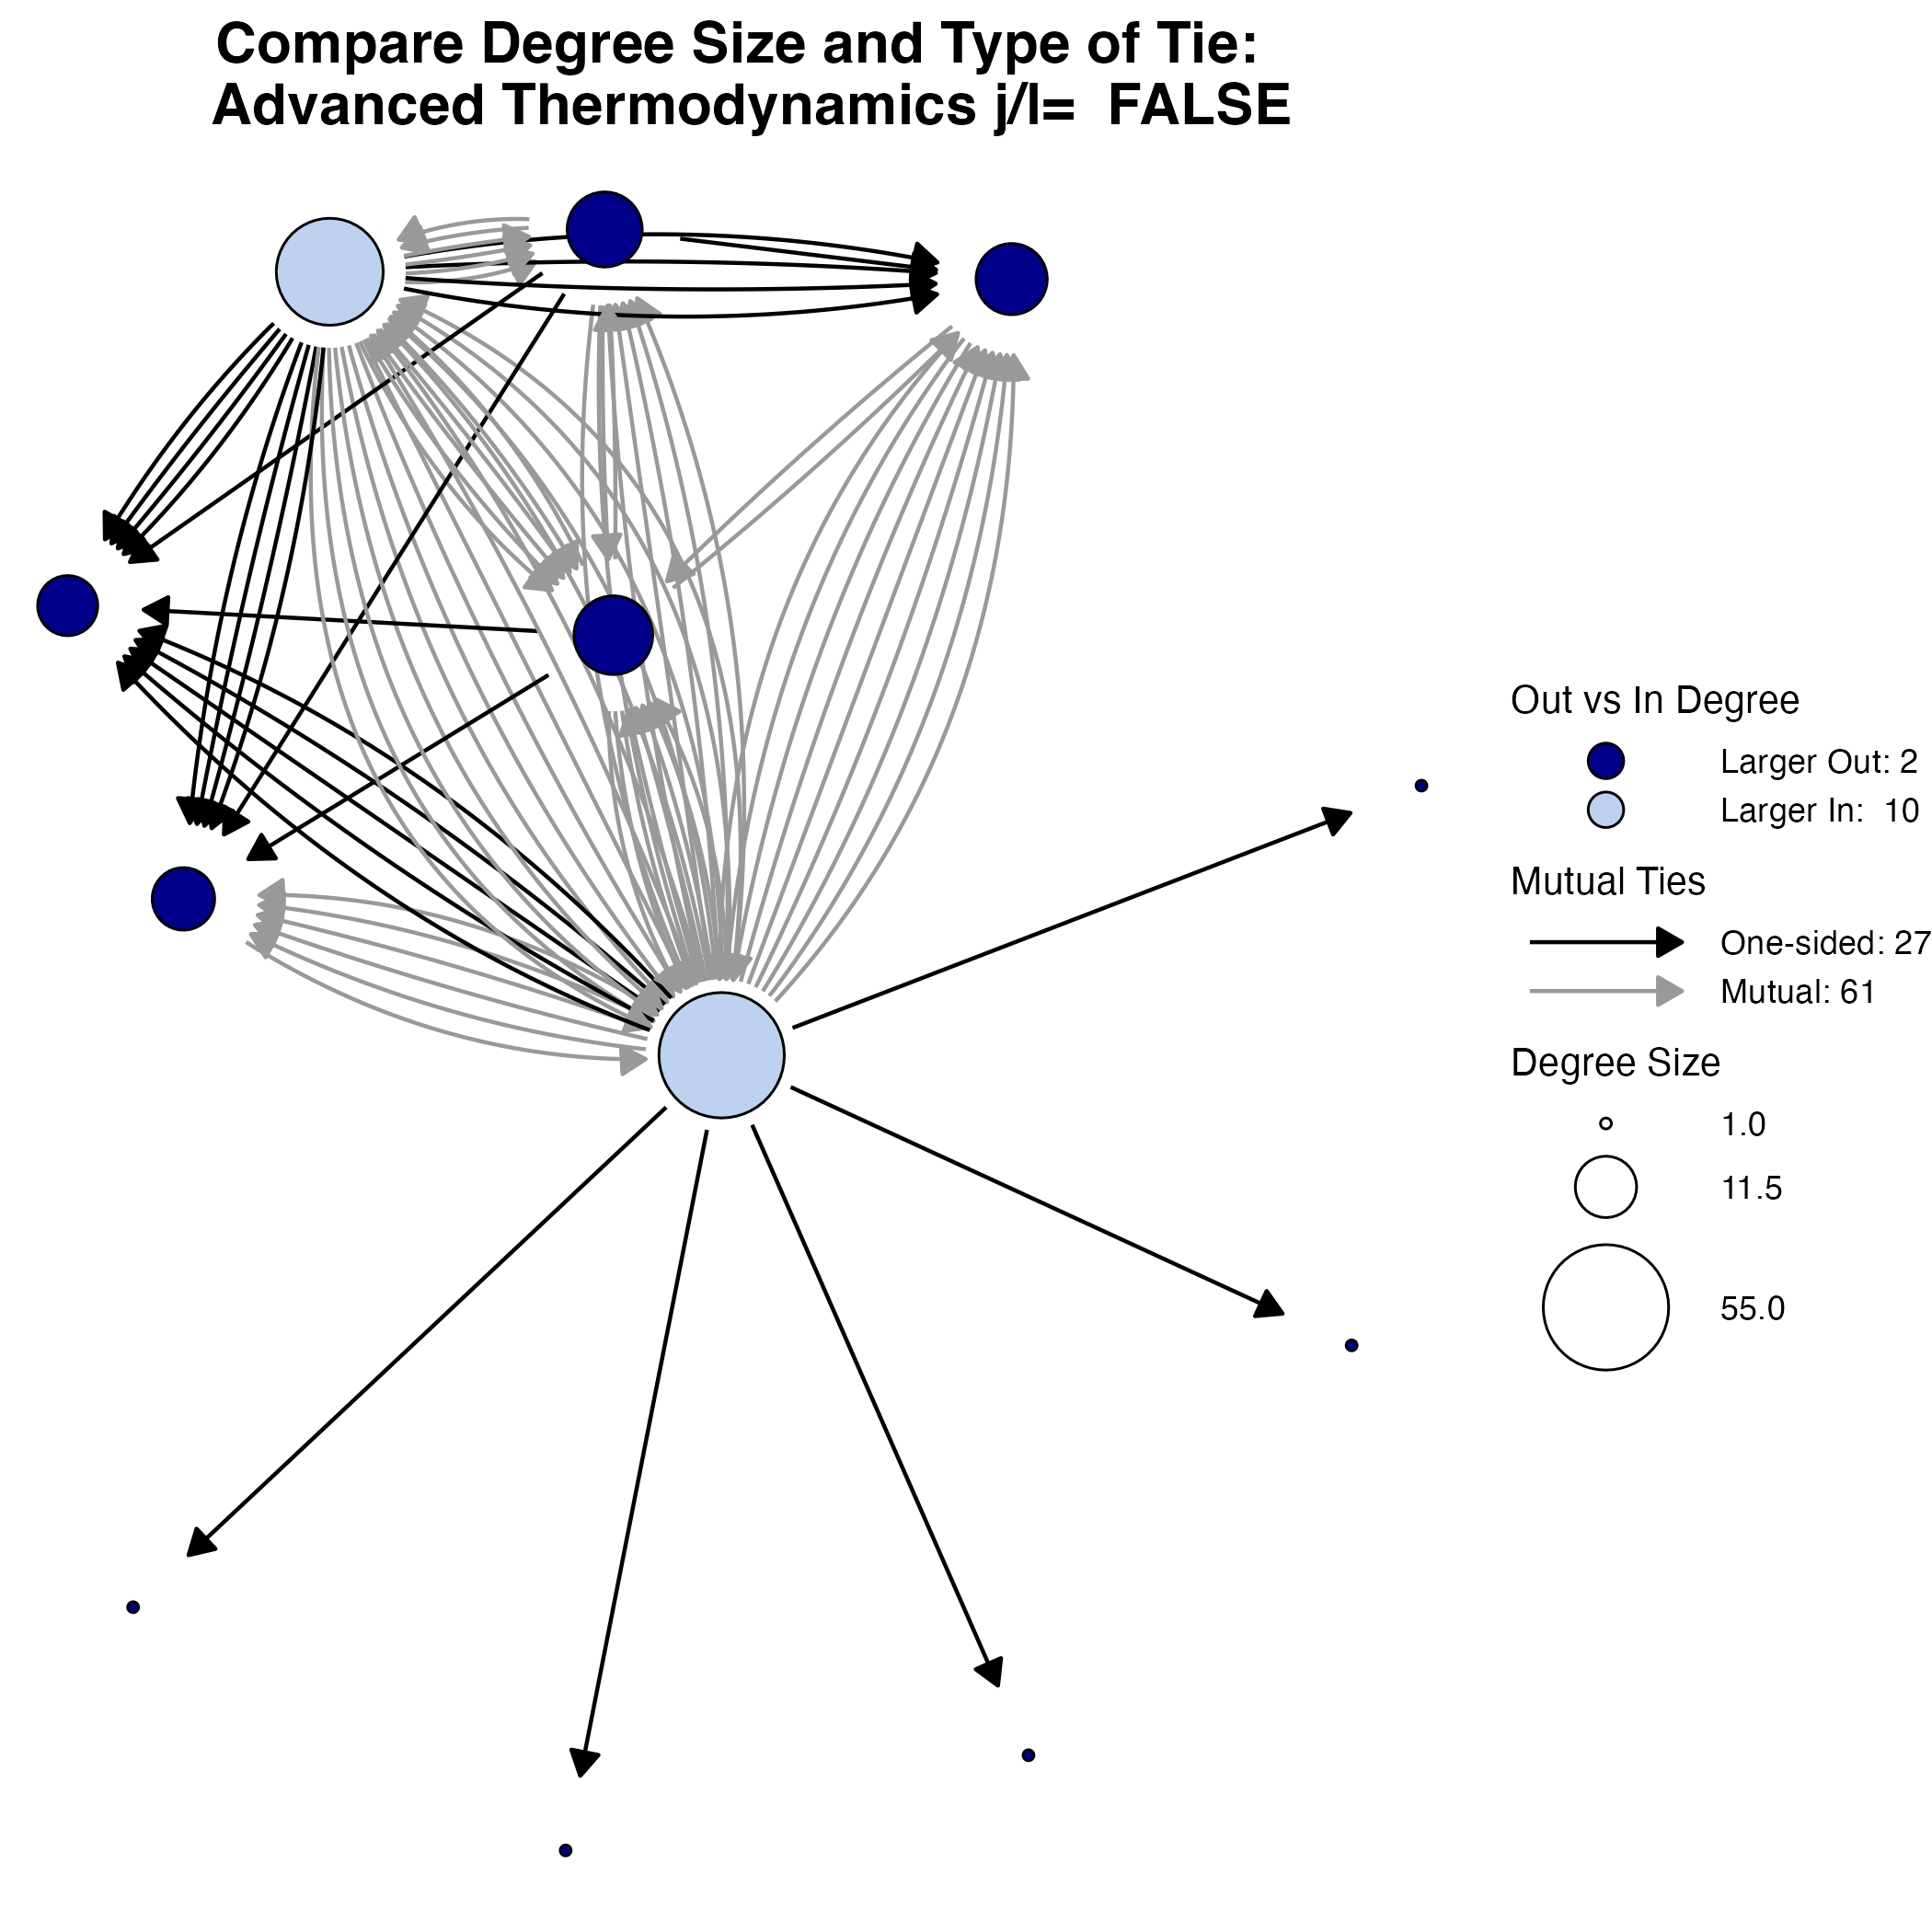 Compare Degree Size and Type of Tie:
Advanced Thermodynamics j/l=  FALSE
Out vs In Degree
Larger Out: 2
Larger In:  10
Mutual Ties
One-sided: 27
Mutual: 61
Degree Size
1.0
11.5
55.0